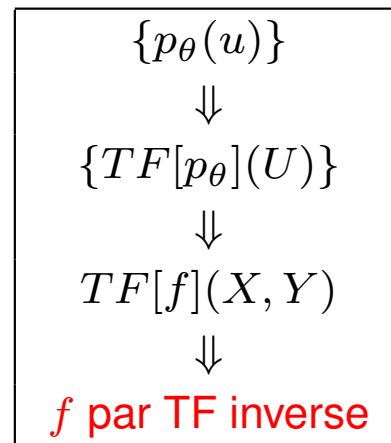 {p_θ(u)}
⇓
{TF[p_θ](U)}
⇓
TF[f](X, Y)
⇓
f par TF inverse